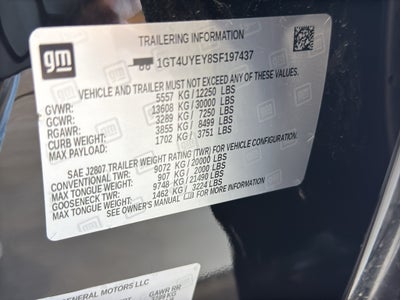 gm
TRAILERING INFORMATION
1GT4UYEY8SF197437
VEHICLE AND TRAILER MUST NOT EXCEED ANY OF THESE VALUES.
GVWR: 5557 KG / 12250 LBS
GCWR: 13608 KG / 30000 LBS
RGAWR: 3289 KG / 7250 LBS
CURB WEIGHT: 3855 KG / 8499 LBS
MAX PAYLOAD: 1702 KG / 3751 LBS
SAE J2807 TRAILER WEIGHT RATING (TWR) FOR VEHICLE CONFIGURATION.
CONVENTIONAL TWR: 9072 KG / 20000 LBS
MAX TONGUE WEIGHT: 907 KG / 2000 LBS
GOOSENECK TWR: 9748 KG / 21490 LBS
MAX TONGUE WEIGHT: 1462 KG / 3224 LBS
SEE OWNER'S MANUAL FOR MORE INFORMATION
GENERAL MOTORS LLC
GAWR RR